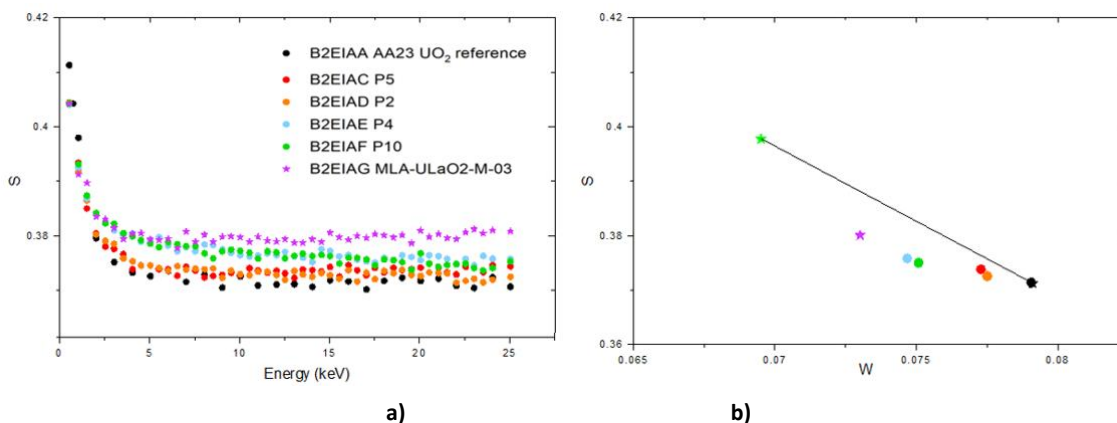 0.42
0.4
0.38
S
0
5
10
15
20
25
Energy (keV)
B2EIAA AA23 UO₂ reference
B2EIAC P5
B2EIAD P2
B2EIAE P4
B2EIAF P10
B2EIAG MLA-ULaO2-M-03
a)
0.42
0.4
0.38
0.36
S
0.065
0.07
0.075
0.08
W
b)